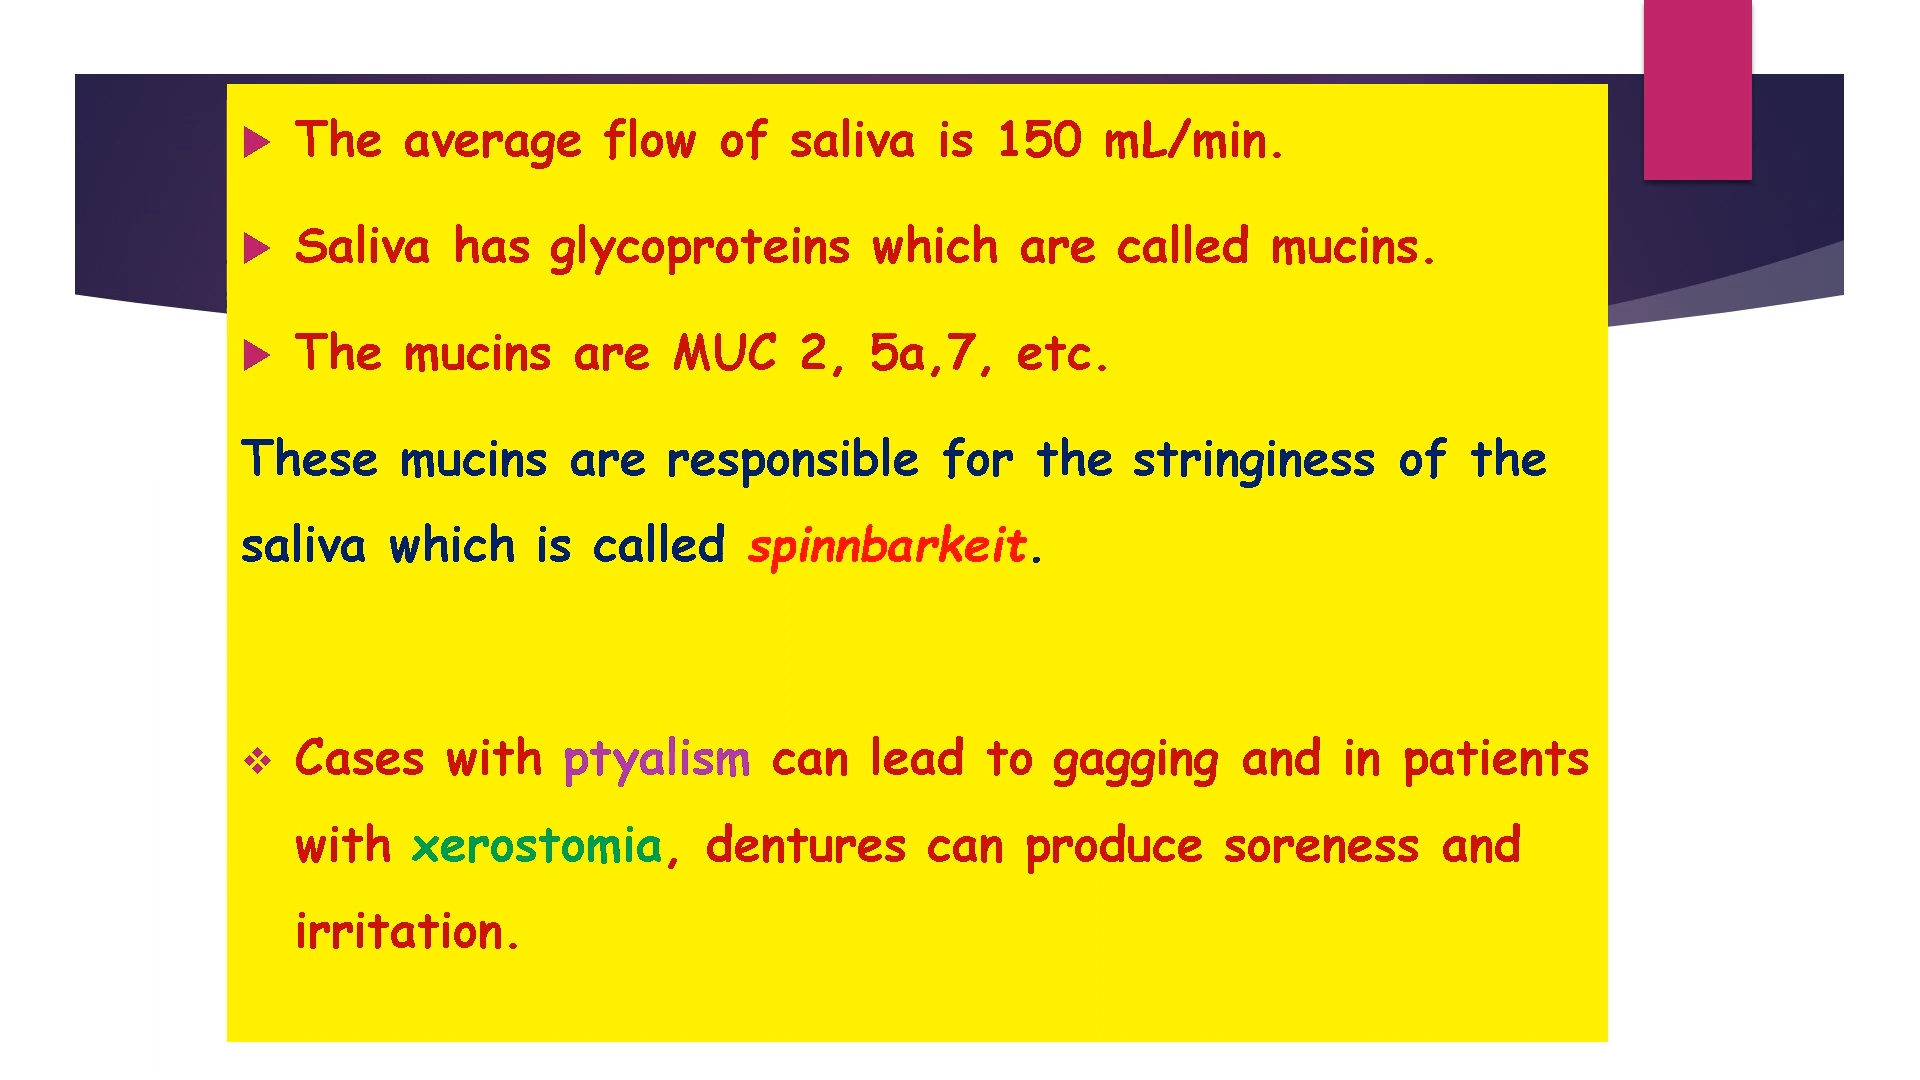 The average flow of saliva is 150 mL/min.
Saliva has glycoproteins which are called mucins.
The mucins are MUC 2, 5a,7, etc.
These mucins are responsible for the stringiness of the
saliva which is called spinnbarkeit.
Cases with ptyalism can lead to gagging and in patients
with xerostomia, dentures can produce soreness and
irritation.